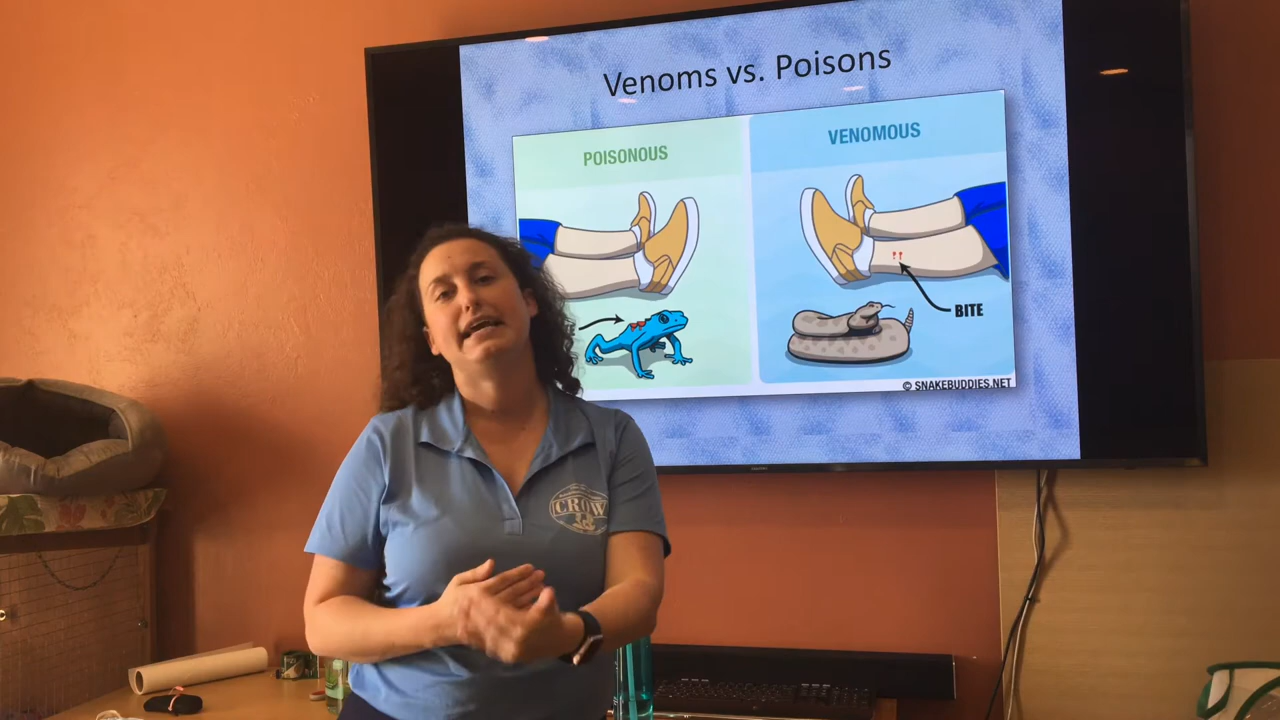 Venoms vs. Poisons
POISONOUS
VENOMOUS
BITE
© SNAKEBUDDIES.NET
CROW